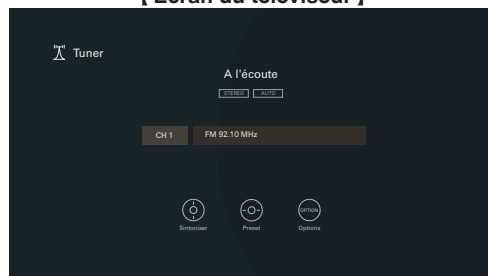 【 Écran du téléviseur 】
Tuner
A l'écoute
STEREO AUTO
CH 1 FM 92.10 MHz
OPTION
Sintoniser Preset Options